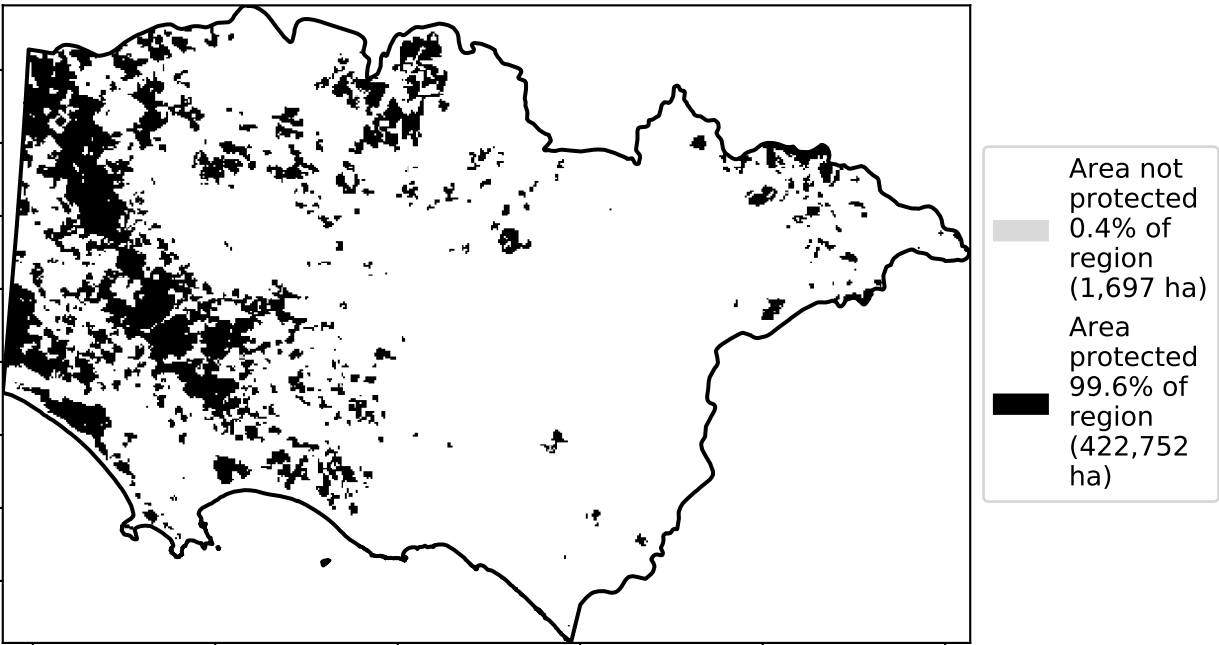 Area not
protected
0.4% of
region
(1,697 ha)
Area
protected
99.6% of
region
(422,752
ha)